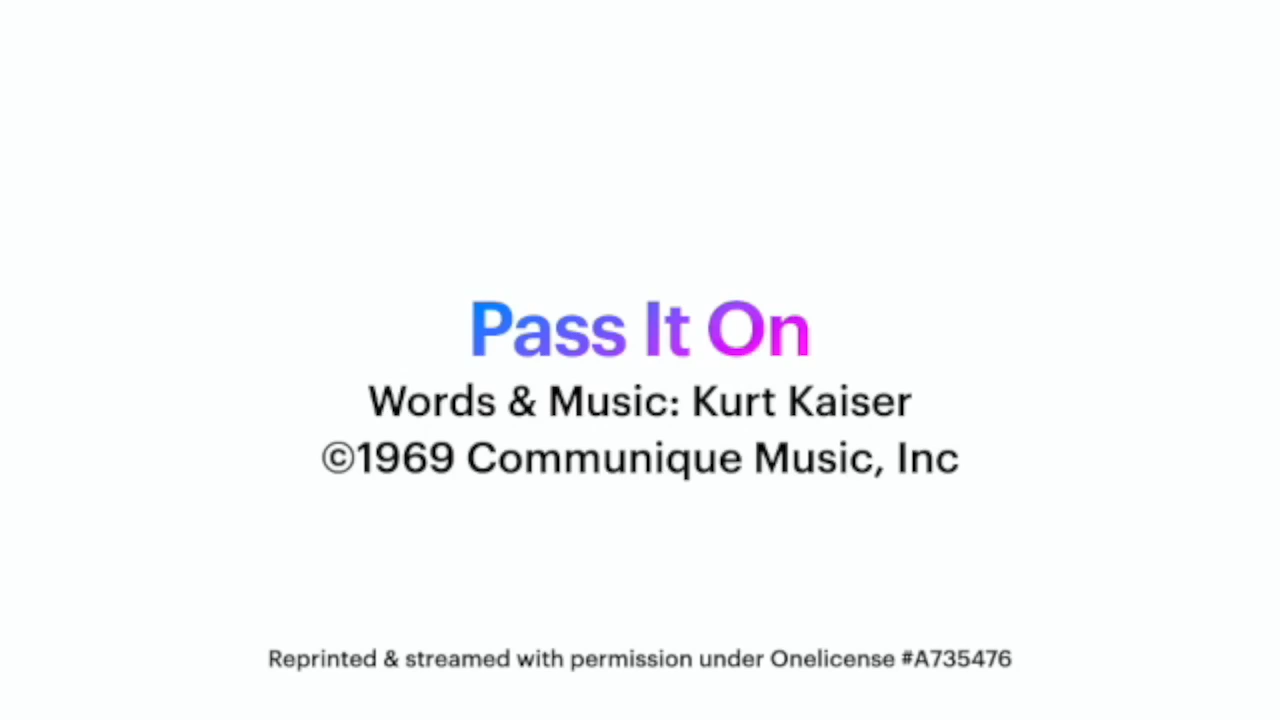 Pass It On
Words & Music: Kurt Kaiser
©1969 Communique Music, Inc
Reprinted & streamed with permission under Onelicense #A735476